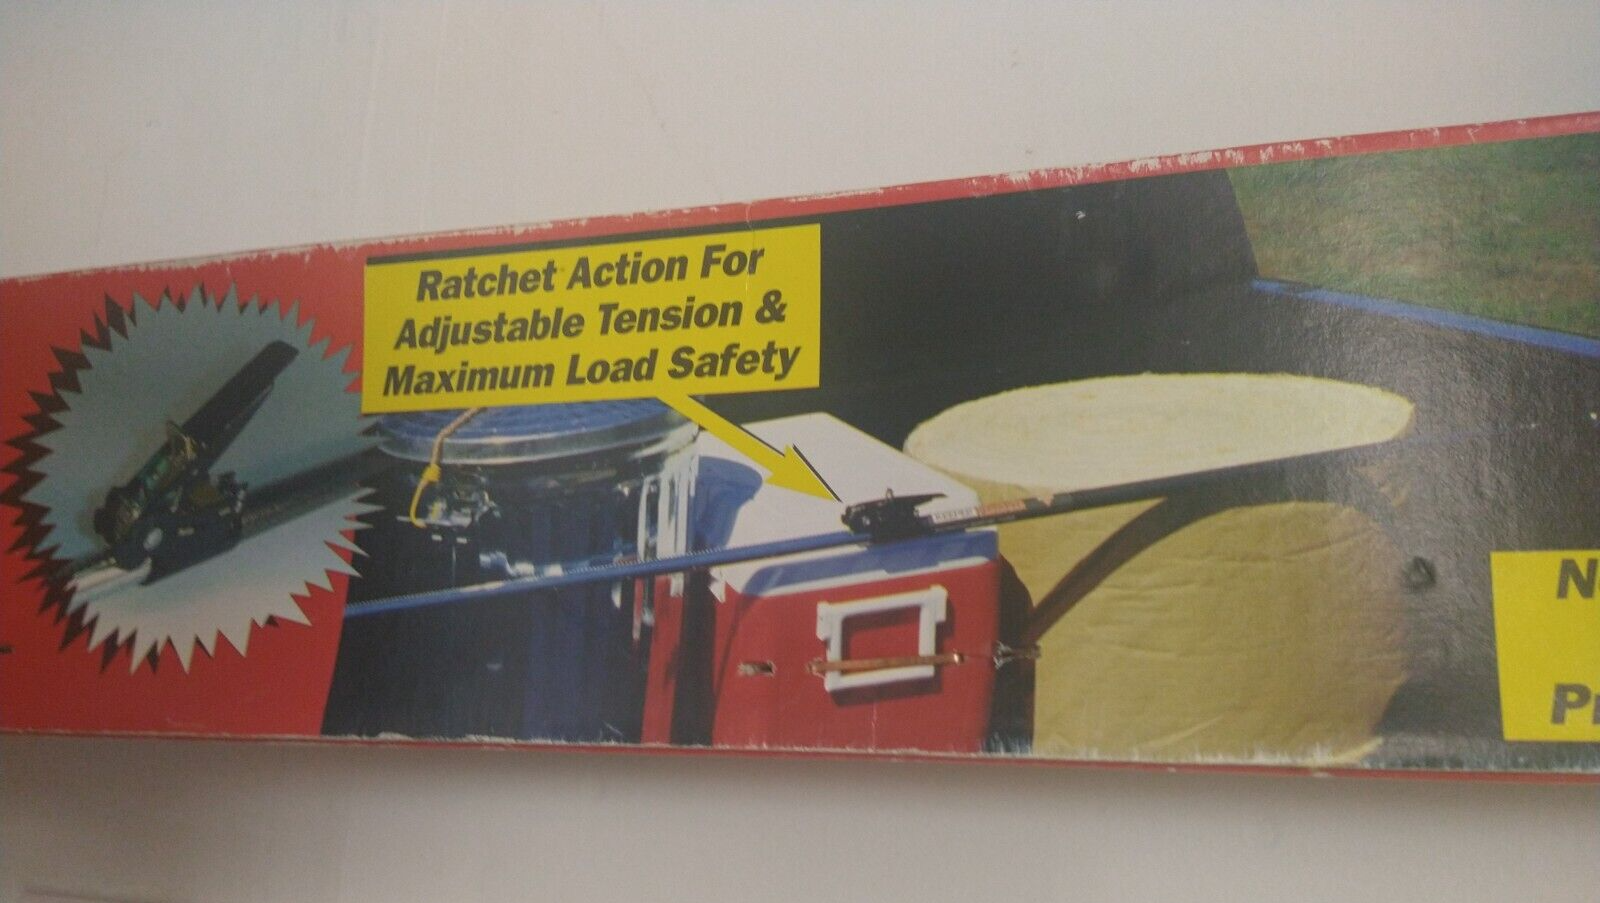 Ratchet Action For
Adjustable Tension &
Maximum Load Safety